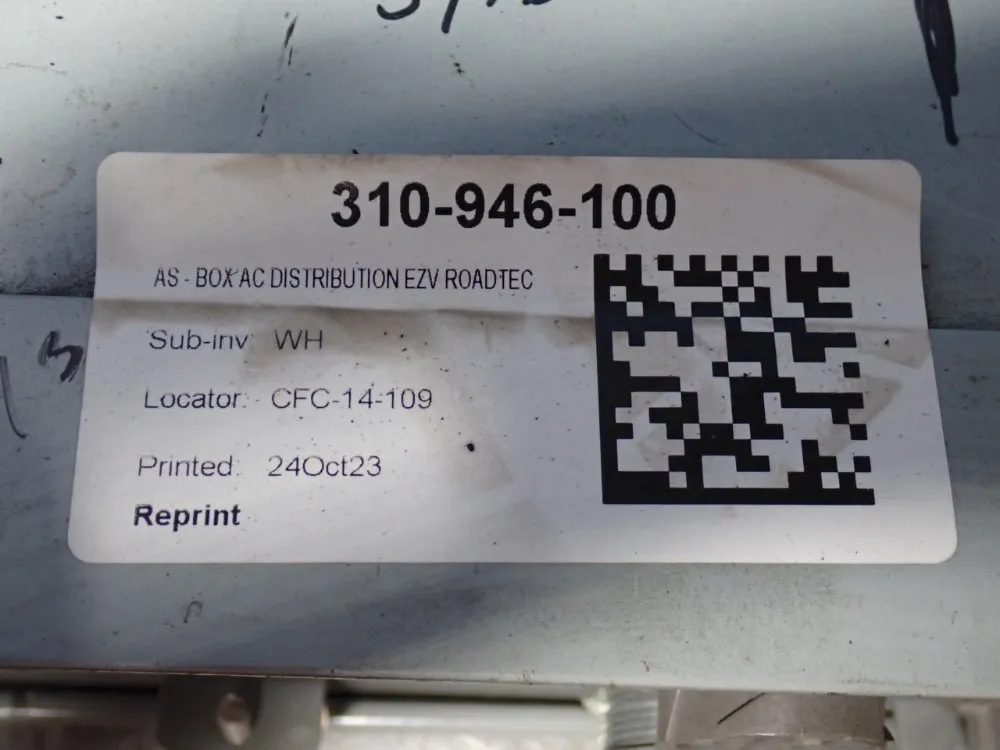 310-946-100
AS - BOX AC DISTRIBUTION EZV ROADTEC
Sub-inv: WH
Locator: CFC-14-109
Printed: 24Oct23
Reprint